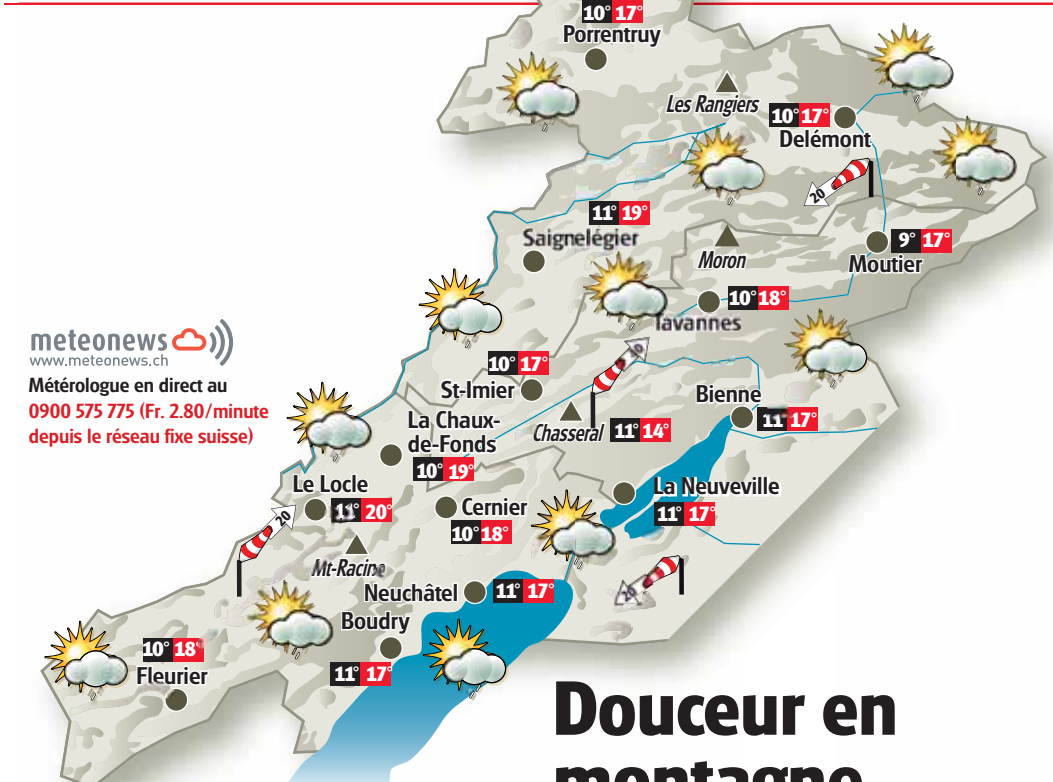 10° 17°
Porrentruy
Les Rangiers
10° 17°
Delémont
20
11° 19°
Saignelégier
Moron
9° 17°
Moutier
10° 18°
Tavannes
meteonews
www.meteonews.ch
Météorologue en direct au
0900 575 775 (Fr. 2.80/minute
depuis le réseau fixe suisse)
10° 17°
St-Imier
Bienne
11° 17°
La Chaux-
de-Fonds
10° 19°
Chasseral 11° 14°
Le Locle
11° 20°
20
Cernier
10° 18°
La Neuveville
11° 17°
Mt-Racine
Neuchâtel 11° 17°
20
Boudry
11° 17°
10° 18°
Fleurier
Douceur en
montagne